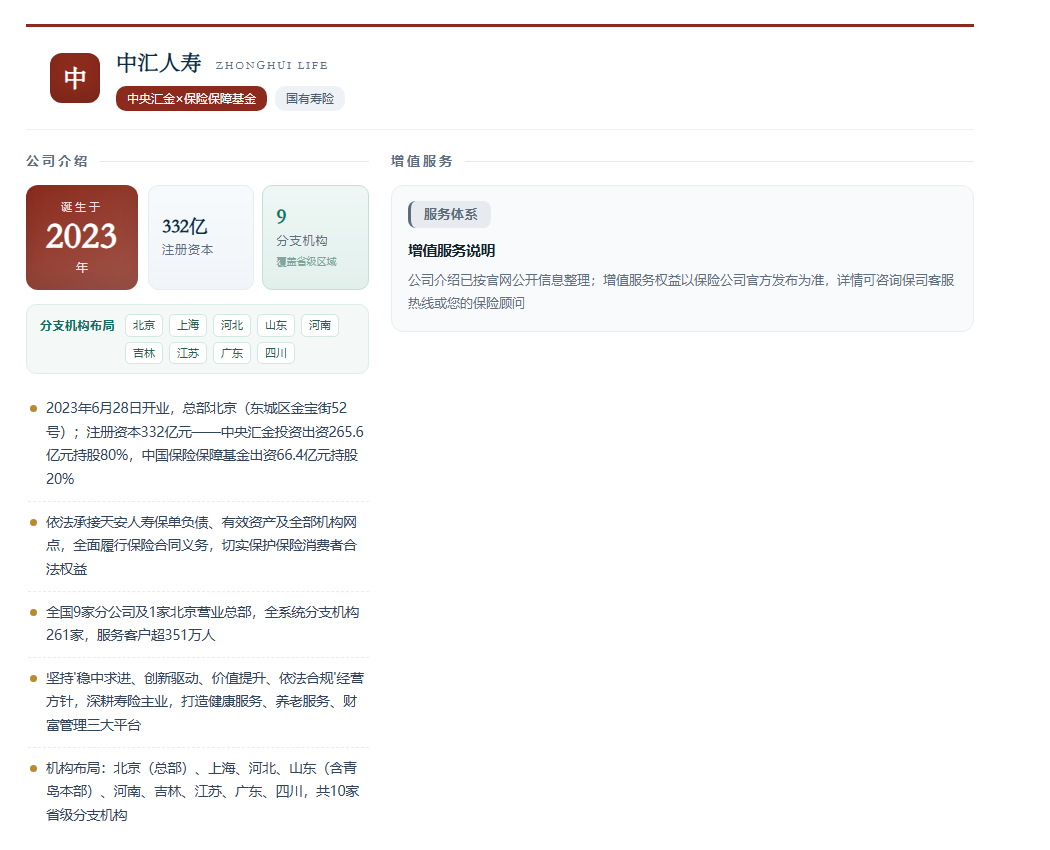 中
中汇人寿 ZHONGHUI LIFE
中央汇金×保险保障基金 国有寿险
公司介绍
诞生于
2023
年
332亿
注册资本
9
分支机构
覆盖省级区域
分支机构布局 北京 上海 河北 山东 河南
吉林 江苏 广东 四川
2023年6月28日开业，总部北京（东城区金宝街52
号）；注册资本332亿元——中央汇金投资出资265.6
亿元持股80%，中国保险保障基金出资66.4亿元持股
20%
依法承接天安人寿保单负债、有效资产及全部机构网
点，全面履行保险合同义务，切实保护保险消费者合
法权益
全国9家分公司及1家北京营业总部，全系统分支机构
261家，服务客户超351万人
坚持'稳中求进、创新驱动、价值提升、依法合规'经营
方针，深耕寿险主业，打造健康服务、养老服务、财
富管理三大平台
机构布局：北京（总部）、上海、河北、山东（含青
岛本部）、河南、吉林、江苏、广东、四川，共10家
省级分支机构
增值服务
服务体系
增值服务说明
公司介绍已按官网公开信息整理；增值服务权益以保险公司官方发布为准，详情可咨询保司客服
热线或您的保险顾问